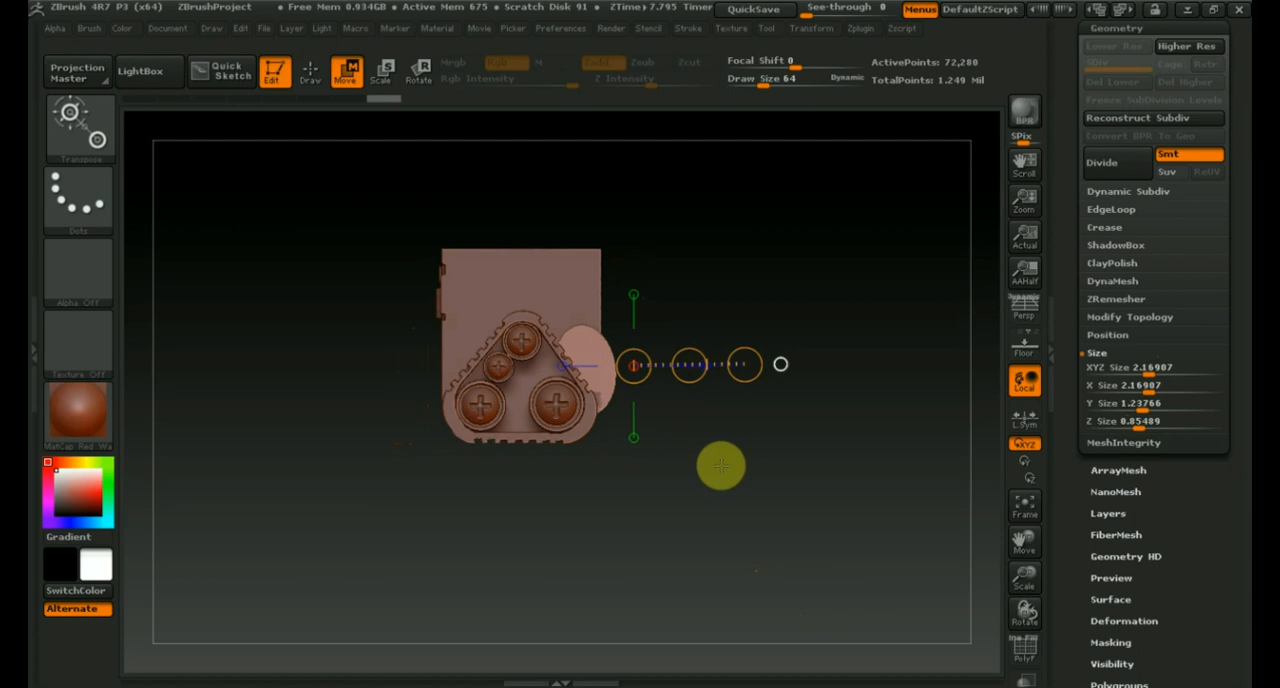 ZBrush 4R7 P3 (x64) ZBrushProject • Free Mem 0.934GB • Active Mem 675 • Scratch Disk 91 • ZTime▸7.795 Timer QuickSave See-through 0 Menus DefaultZScript
Alpha Brush Color Document Draw Edit File Layer Light Macro Marker Material Movie Picker Preferences Render Stencil Stroke Texture Tool Transform Zplugin Zscript
Projection Master
LightBox
Quick Sketch
Edit
Draw
Move
Scale
Rotate
Mrgb Rgb M
Rgb Intensity
Zadd Zsub Zcut
Z Intensity
Focal Shift 0
Draw Size 64 Dynamic
ActivePoints: 72,280
TotalPoints: 1.249 Mil
Transpose
Dots
Alpha Off
Texture Off
MatCap Red Wa
Gradient
SwitchColor
Alternate
BPR
SPix
Scroll
Zoom
Actual
AAHalf
Dynamic
Persp
Floor
Local
L.Sym
XYZ
Frame
Move
Scale
Rotate
PolyF
Geometry
Lower Res Higher Res
SDiv Cage Rstr
Del Lower Del Higher
Freeze SubDivision Levels
Reconstruct Subdiv
Convert BPR To Geo
Divide Smt
Suv ReUV
Dynamic Subdiv
EdgeLoop
Crease
ShadowBox
ClayPolish
DynaMesh
ZRemesher
Modify Topology
Position
Size
XYZ Size 2.16907
X Size 2.16907
Y Size 1.23766
Z Size 0.85489
MeshIntegrity
ArrayMesh
NanoMesh
Layers
FiberMesh
Geometry HD
Preview
Surface
Deformation
Masking
Visibility
Polygroups